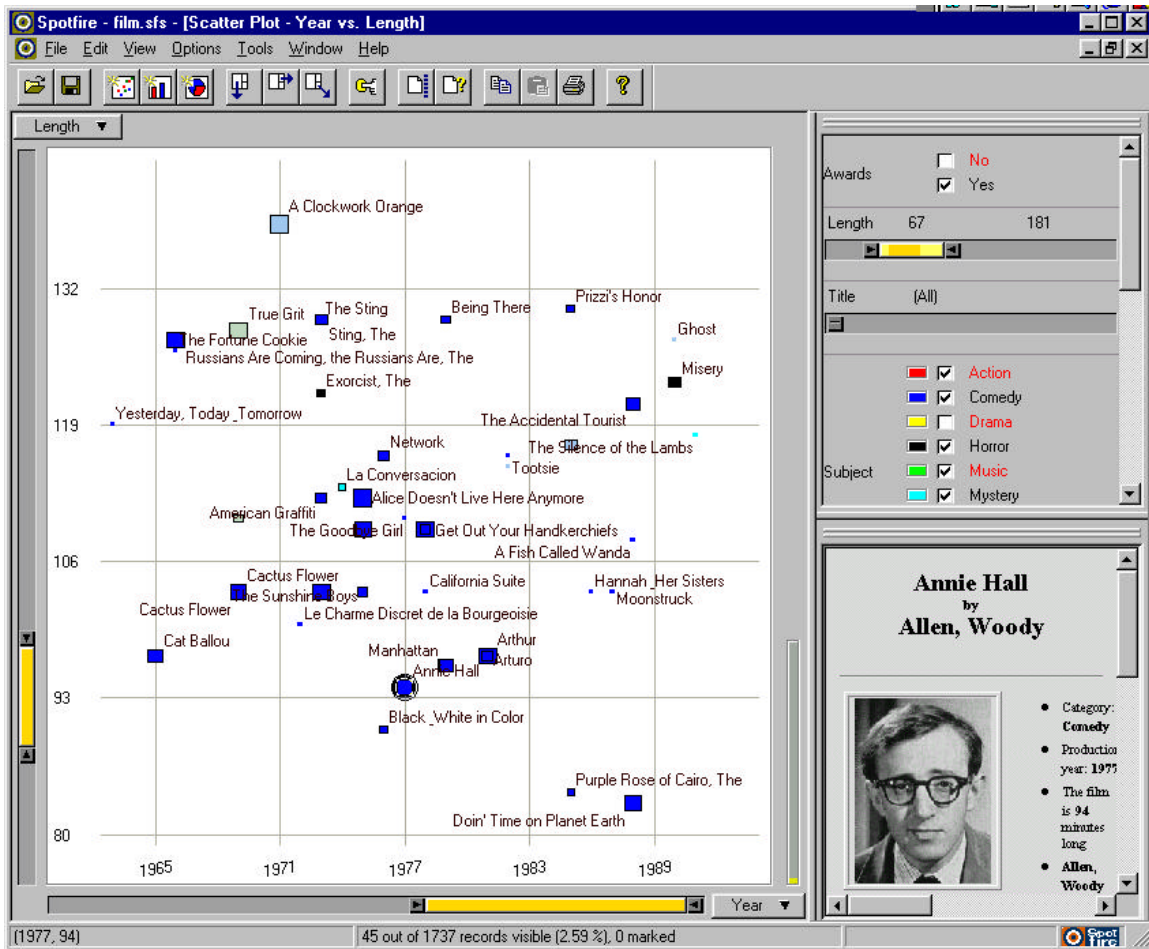 Spotfire - film.sfs - [Scatter Plot - Year vs. Length]
File Edit View Options Tools Window Help
Length
A Clockwork Orange
132
Prizzi's Honor
The Sting
Being There
True Grit
Ghost
Sting, The
The Fortune Cookie
Russians Are Coming, the Russians Are, The
Misery
Exorcist, The
Yesterday, Today _Tomorrow
The Accidental Tourist
119
Network
The Silence of the Lambs
Tootsie
La Conversacion
Alice Doesn't Live Here Anymore
American Graffiti
The Goodbye Girl
Get Out Your Handkerchiefs
A Fish Called Wanda
106
Cactus Flower
California Suite
Hannah _Her Sisters
The Sunshine Boys
Moonstruck
Cactus Flower
Le Charme Discret de la Bourgeoisie
Cat Ballou
Arthur
Manhattan
Arturo
Annie Hall
93
Black _White in Color
Purple Rose of Cairo, The
Doin' Time on Planet Earth
80
1965 1971 1977 1983 1989
Year
Awards
No
Yes
Length 67 181
Title (All)
Subject
Action
Comedy
Drama
Horror
Music
Mystery
Annie Hall
by
Allen, Woody
Category:
Comedy
Production
year: 1977
The film
is 94
minutes
long
Allen,
Woody
(1977, 94)
45 out of 1737 records visible (2.59 %), 0 marked
Spot
fire